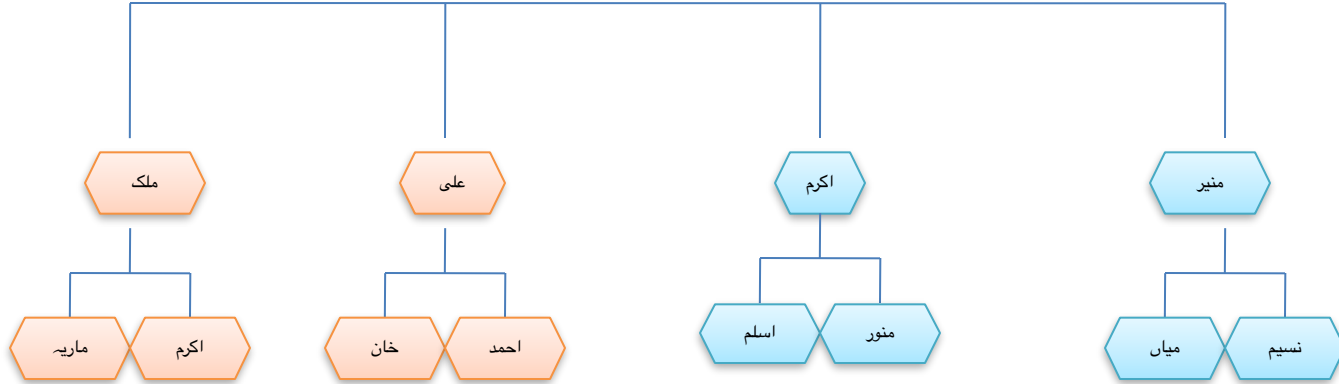 منیر
اکرم
علی
ملک
نسیم
میاں
منور
اسلم
احمد
خان
اکرم
ماریہ